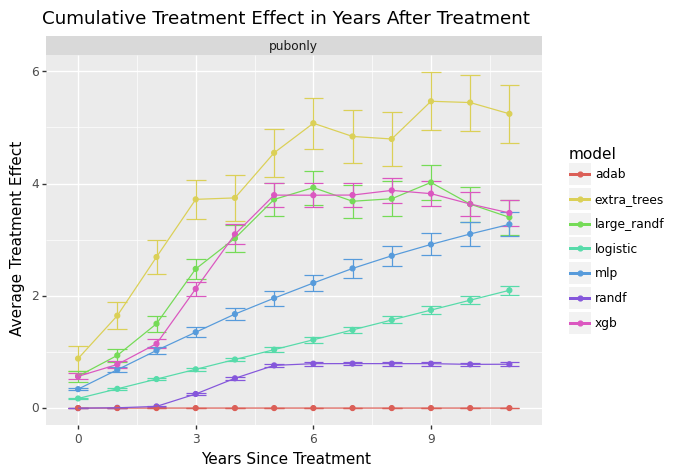 Cumulative Treatment Effect in Years After Treatment
pubonly
6
4
2
0
Average Treatment Effect
0 3 6 9
Years Since Treatment
model
adab
extra_trees
large_randf
logistic
mlp
randf
xgb